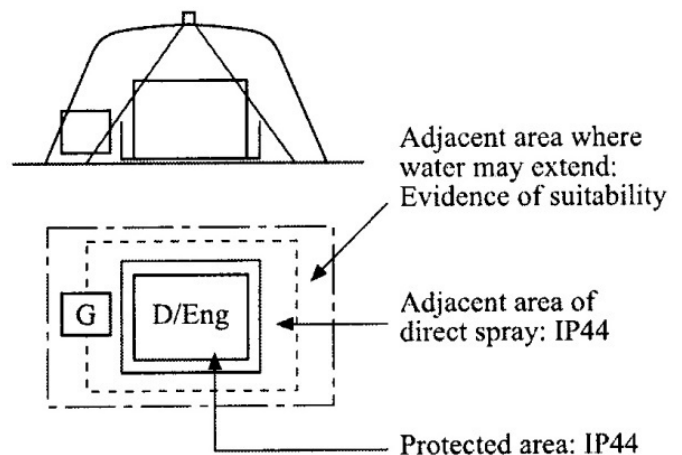 Adjacent area where
water may extend:
Evidence of suitability
G
D/Eng
Adjacent area of
direct spray: IP44
Protected area: IP44